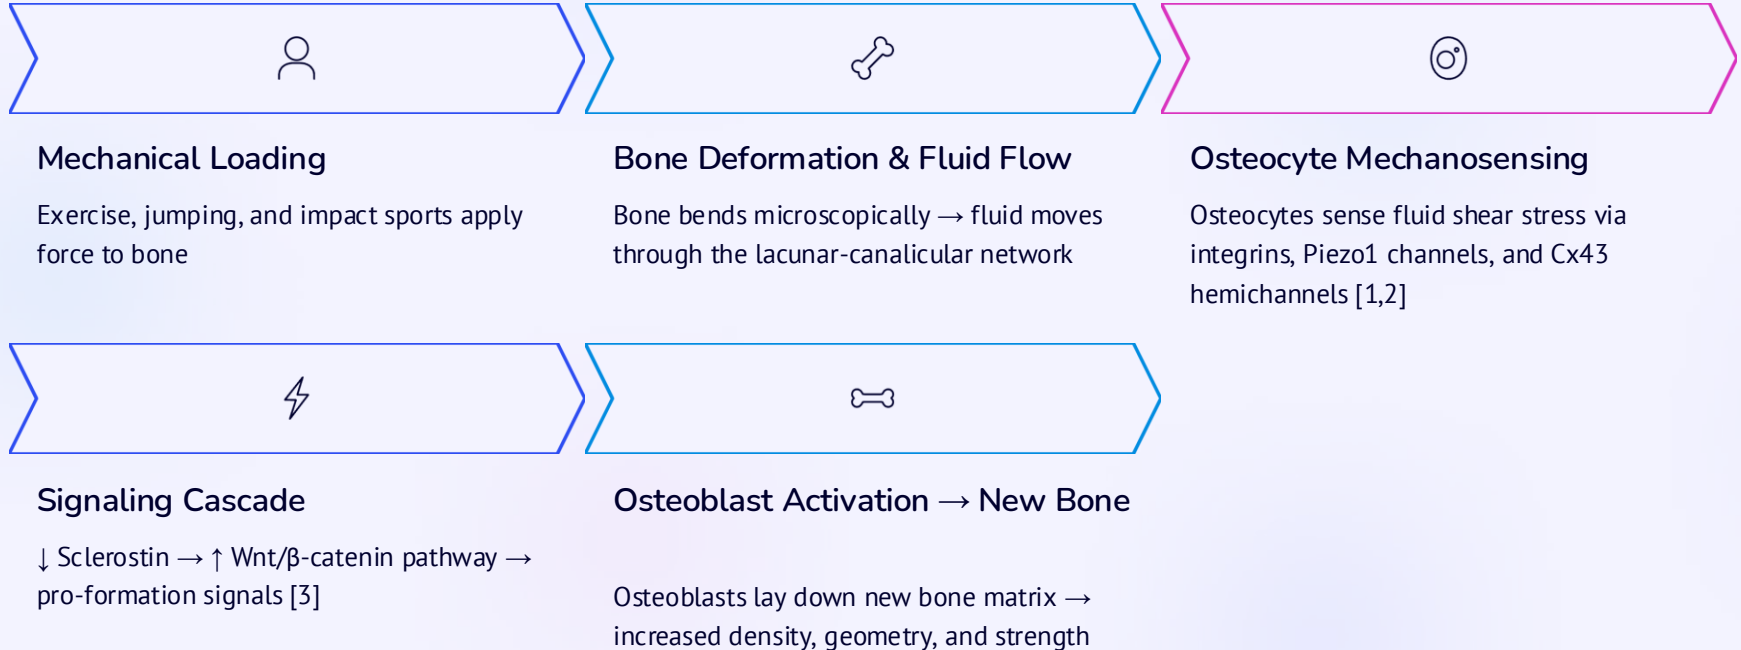 Mechanical Loading
Exercise, jumping, and impact sports apply
force to bone
Bone Deformation & Fluid Flow
Bone bends microscopically → fluid moves
through the lacunar-canalicular network
Osteocyte Mechanosensing
Osteocytes sense fluid shear stress via
integrins, Piezo1 channels, and Cx43
hemichannels [1,2]
Signaling Cascade
↓ Sclerostin → ↑ Wnt/β-catenin pathway →
pro-formation signals [3]
Osteoblast Activation → New Bone
Osteoblasts lay down new bone matrix →
increased density, geometry, and strength